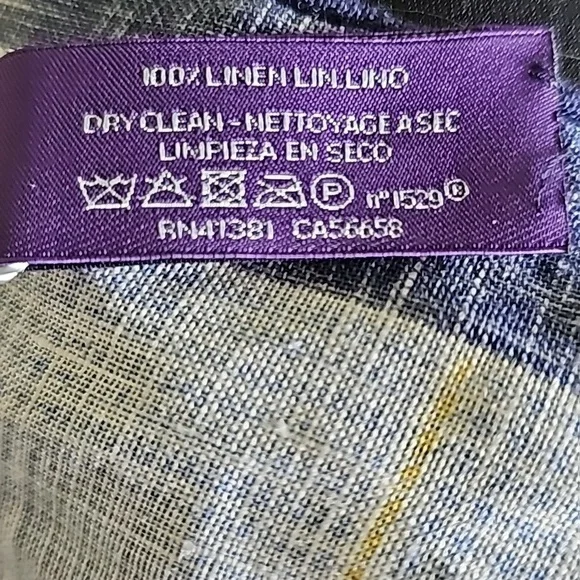 100% LINEN LIN.LINO
DRY CLEAN - NETTOYAGE A SEC
LIMPIEZA EN SECO
P n° 1529 ®
RN41381 CA56658